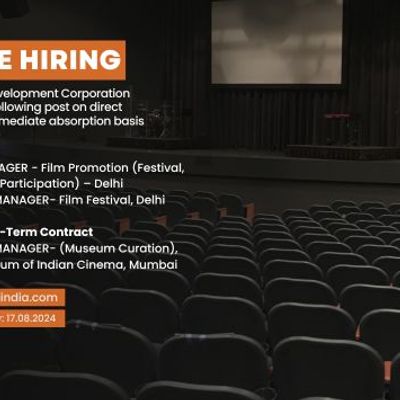 E HIRING
velopment Corporation
llowing post on direct
mediate absorption basis
AGER - Film Promotion (Festival,
Participation) – Delhi
MANAGER- Film Festival, Delhi
-Term Contract
MANAGER- (Museum Curation),
um of Indian Cinema, Mumbai
india.com
: 17.08.2024